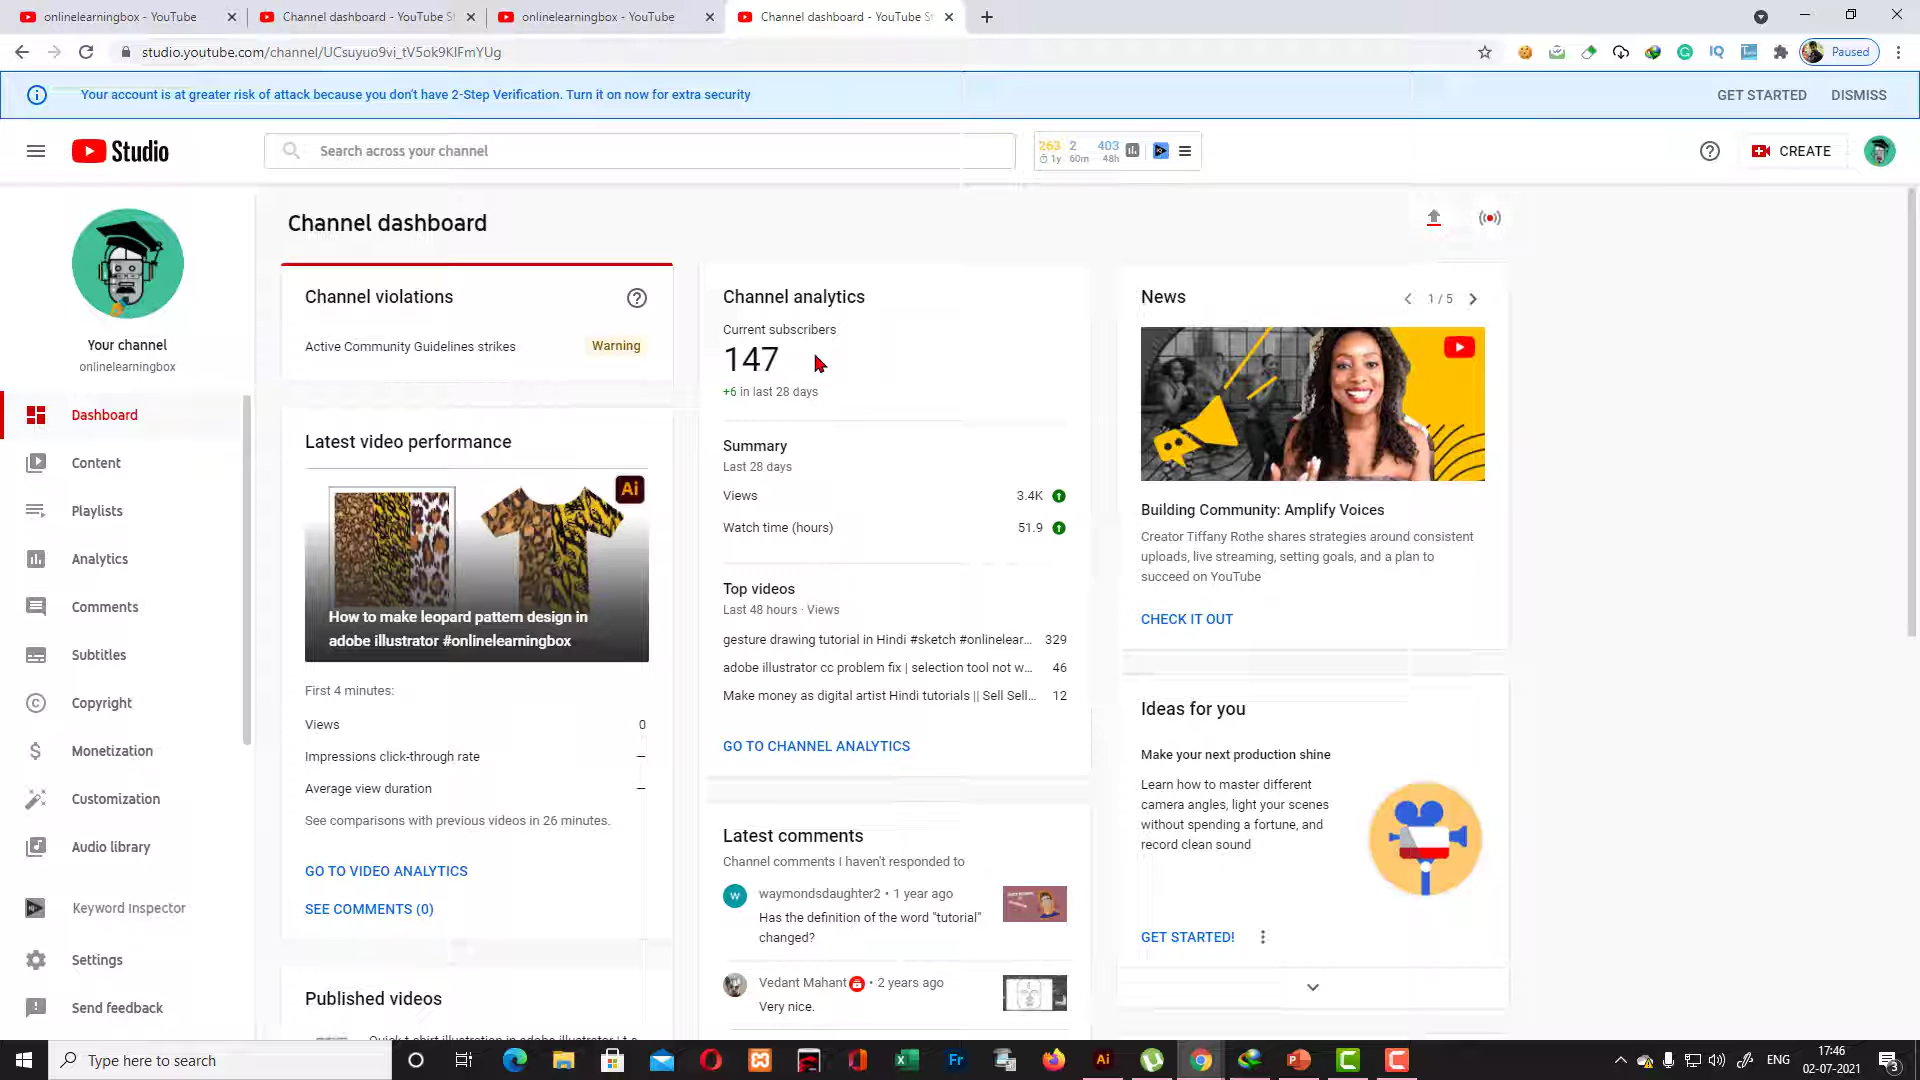 onlinelearningbox - YouTube
Channel dashboard - YouTube St
onlinelearningbox - YouTube
Channel dashboard - YouTube St
studio.youtube.com/channel/UCsuyuo9vi_tV5ok9KlFmYUg
Paused
Your account is at greater risk of attack because you don't have 2-Step Verification. Turn it on now for extra security
GET STARTED
DISMISS
Studio
Search across your channel
263 2 403
1y 60m 48h
CREATE
Your channel
onlinelearningbox
Dashboard
Content
Playlists
Analytics
Comments
Subtitles
Copyright
Monetization
Customization
Audio library
Keyword Inspector
Settings
Send feedback
Channel dashboard
Channel violations
Active Community Guidelines strikes
Warning
Latest video performance
Ai
How to make leopard pattern design in
adobe illustrator #onlinelearningbox
First 4 minutes:
Views 0
Impressions click-through rate —
Average view duration —
See comparisons with previous videos in 26 minutes.
GO TO VIDEO ANALYTICS
SEE COMMENTS (0)
Published videos
Quick t-shirt illustration in adobe illustrator | t-s
Channel analytics
Current subscribers
147
+6 in last 28 days
Summary
Last 28 days
Views 3.4K
Watch time (hours) 51.9
Top videos
Last 48 hours · Views
gesture drawing tutorial in Hindi #sketch #onlinelear... 329
adobe illustrator cc problem fix | selection tool not w... 46
Make money as digital artist Hindi tutorials || Sell Sell... 12
GO TO CHANNEL ANALYTICS
Latest comments
Channel comments I haven't responded to
w
waymondsdaughter2 • 1 year ago
Has the definition of the word "tutorial"
changed?
Vedant Mahant • 2 years ago
Very nice.
News
1 / 5
Building Community: Amplify Voices
Creator Tiffany Rothe shares strategies around consistent
uploads, live streaming, setting goals, and a plan to
succeed on YouTube
CHECK IT OUT
Ideas for you
Make your next production shine
Learn how to master different
camera angles, light your scenes
without spending a fortune, and
record clean sound
GET STARTED!
Type here to search
Fr
Ai
ENG
17:46
02-07-2021
3